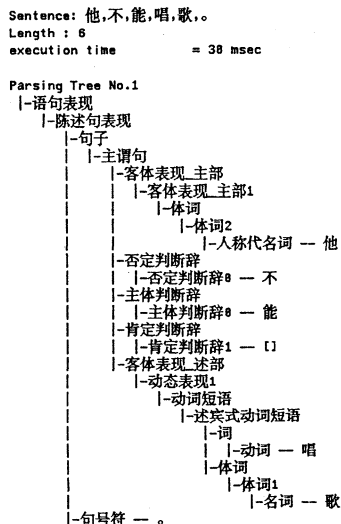 Sentence: 他,不,能,唱,歌,。
Length : 6
execution time = 30 msec
Parsing Tree No.1
|-语句表现
|-陈述句表现
|-句子
| |-主谓句
| |-客体表现_主部
| | |-客体表现_主部1
| | |-体词
| | |-体词2
| | |-人称代名词 -- 他
| |-否定判断辞
| | |-否定判断辞0 -- 不
| |-主体判断辞
| | |-主体判断辞0 -- 能
| |-肯定判断辞
| | |-肯定判断辞1 -- []
| |-客体表现_述部
| |-动态表现1
| |-动词短语
| |-述宾式动词短语
| |-词
| | |-动词 -- 唱
| |-体词
| |-体词1
| |-名词 -- 歌
|-句号符 -- 。